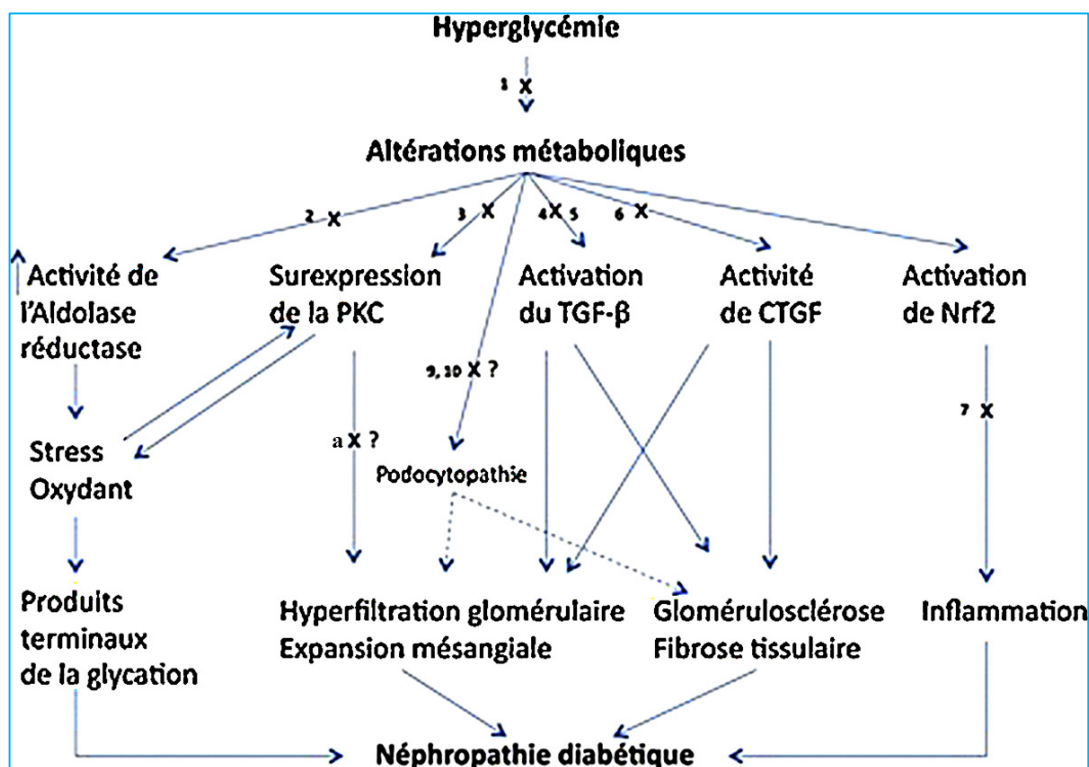 Hyperglycémie
1 X
Altérations métaboliques
2 X
3 X
4 X 5
6 X
Activité de
l'Aldolase
réductase
Surexpression
de la PKC
Activation
du TGF-β
Activité
de CTGF
Activation
de Nrf2
9, 10 X ?
7 X
a X ?
Stress
Oxydant
Podocytopathie
Produits
terminaux
de la glycation
Hyperfiltration glomérulaire
Expansion mésangiale
Glomérulosclérose
Fibrose tissulaire
Inflammation
Néphropathie diabétique